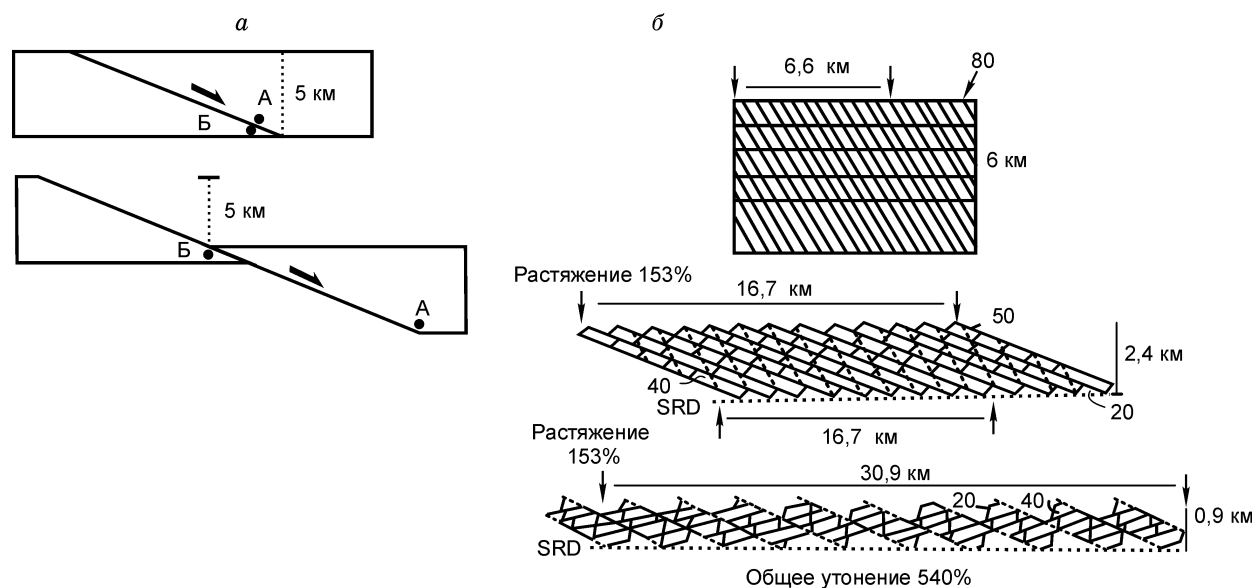 а
5 км
А
Б
5 км
Б
А
б
6,6 км
80
6 км
Растяжение 153%
16,7 км
50
2,4 км
40
SRD
20
16,7 км
Растяжение
153%
30,9 км
20
40
0,9 км
SRD
Общее утонение 540%